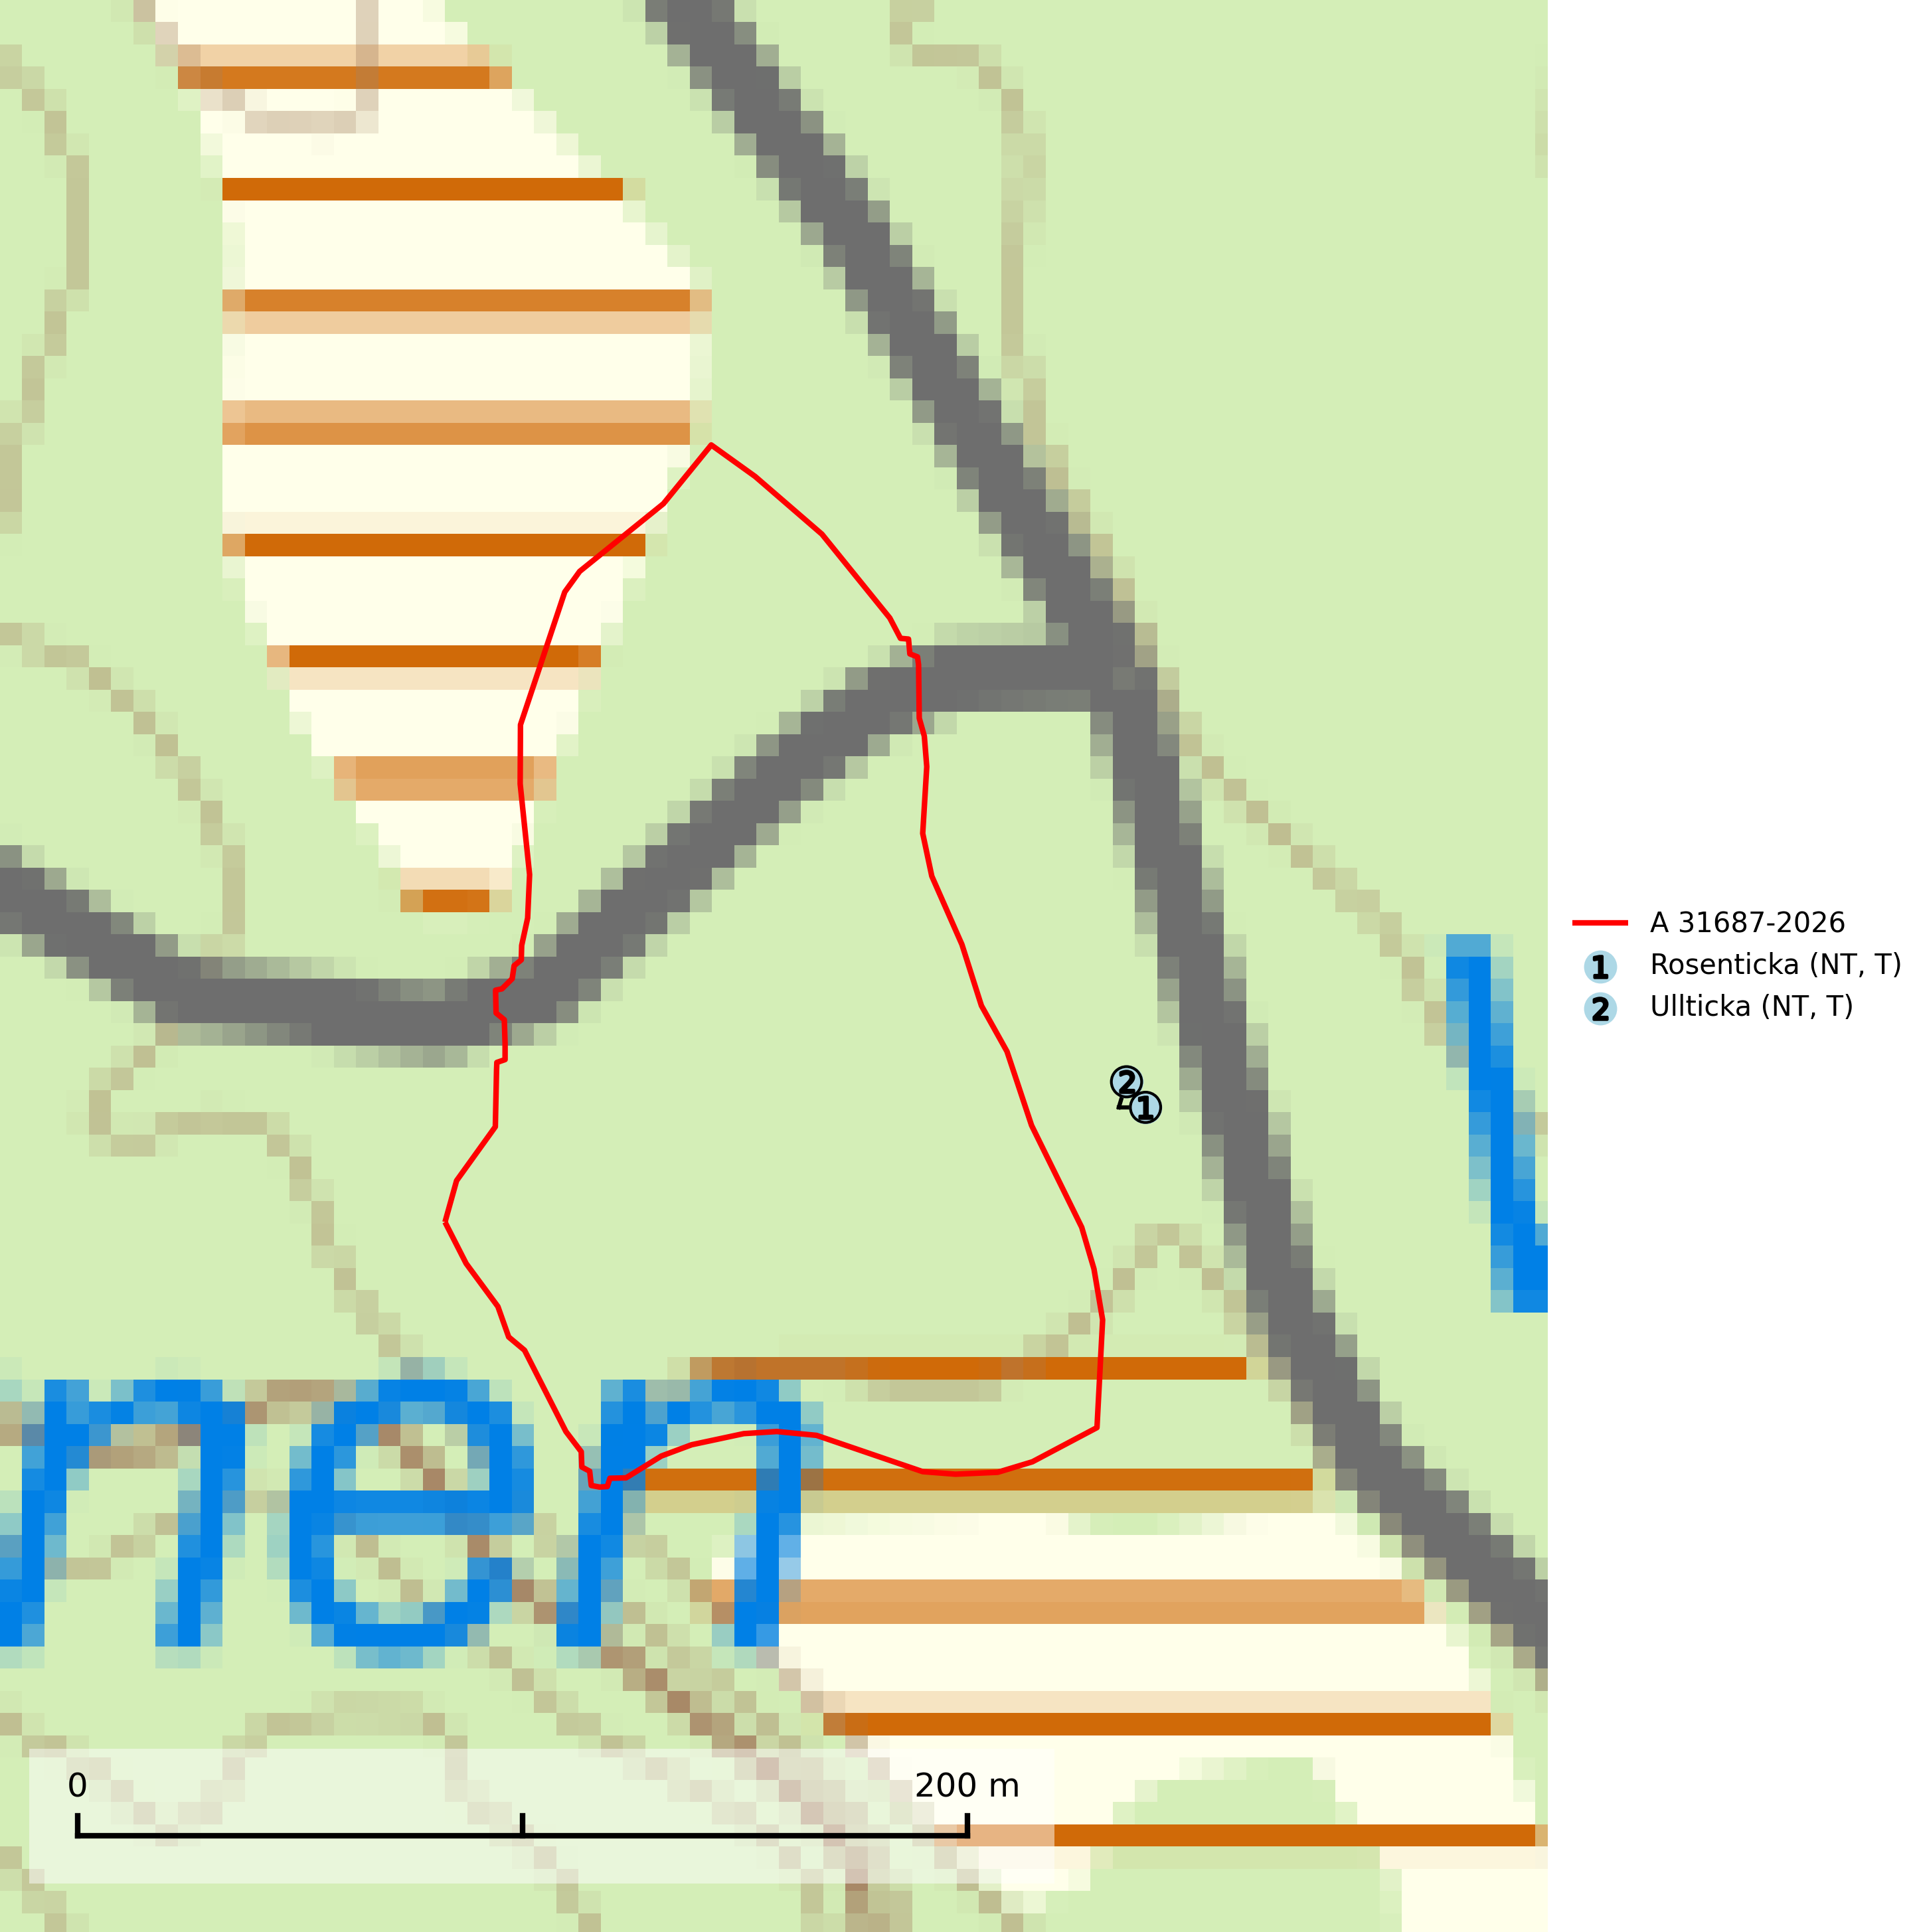 A 31687-2026
1 Rosenticka (NT, T)
2 Ullticka (NT, T)
2
1
0 200 m